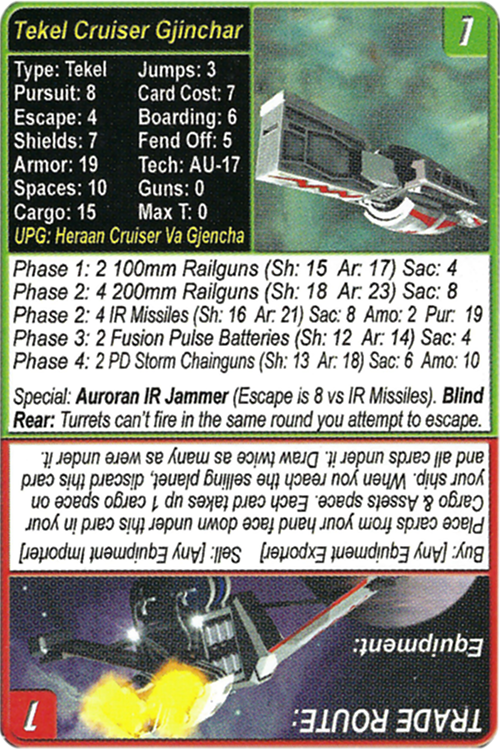 Tekel Cruiser Gjinchar
1
Type: Tekel Jumps: 3
Pursuit: 8 Card Cost: 7
Escape: 4 Boarding: 6
Shields: 7 Fend Off: 5
Armor: 19 Tech: AU-17
Spaces: 10 Guns: 0
Cargo: 15 Max T: 0
UPG: Heraan Cruiser Va Gjencha
Phase 1: 2 100mm Railguns (Sh: 15 Ar: 17) Sac: 4
Phase 2: 4 200mm Railguns (Sh: 18 Ar: 23) Sac: 8
Phase 2: 4 IR Missiles (Sh: 16 Ar: 21) Sac: 8 Amo: 2 Pur: 19
Phase 3: 2 Fusion Pulse Batteries (Sh: 12 Ar: 14) Sac: 4
Phase 4: 2 PD Storm Chainguns (Sh: 13 Ar: 18) Sac: 6 Amo: 10
Special: Auroran IR Jammer (Escape is 8 vs IR Missiles). Blind
Rear: Turrets can't fire in the same round you attempt to escape.
TRADE ROUTE:
1
Equipment:
Buy: [Any Equipment Exporter] Sell: [Any Equipment Importer]
Place cards from your hand face down under this card in your
Cargo & Assets space. Each card takes up 1 cargo space on
your ship. When you reach the selling planet, discard this card
and all cards under it. Draw twice as many as were under it.